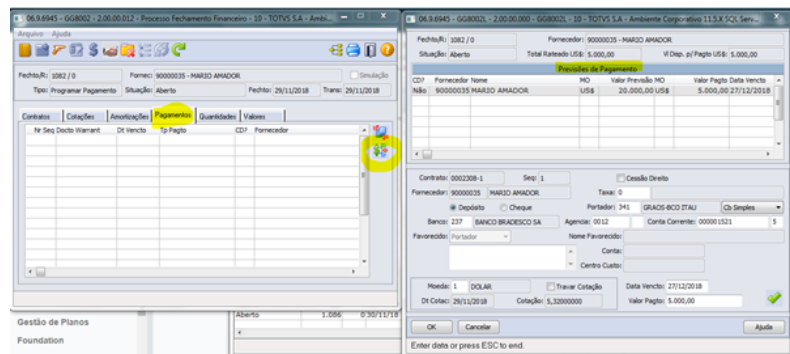 06.9.6945 - GG8002 - 2.00.00.012 - Processo Fechamento Financeiro - 10 - TOTVS S.A - Ambi...
Arquivo Ajuda
Fechto/R: 1082 / 0 Fornec: 90000035 - MARIO AMADOR Simulação
Tipo: Programar Pagamento Situação: Aberto Fechto: 29/11/2018 Trans: 29/11/2018
Contratos Cotações Amortizações Pagamentos Quantidades Valores
Nr Seq Docto Warrant Dt Vencto Tp Pagto CD? Fornecedor
Gestão de Planos
Foundation
Aberto 1.086 0 30/11/18
06.9.6945 - GG8002L - 2.00.00.000 - GG8002L - 10 - TOTVS S.A - Ambiente Corporativo 11.5.X SQL Serv...
Fechto/R: 1082 / 0 Fornecedor: 90000035 - MARIO AMADOR
Situação: Aberto Total Rateado US$: 5.000,00 Vl Disp. p/ Pagto US$: 5.000,00
Previsões de Pagamento
CD? Fornecedor Nome MO Valor Previsão MO Valor Pagto Data Vencto
Não 90000035 MARIO AMADOR US$ 20.000,00 US$ 5.000,00 27/12/2018
Contrato: 0002308-1 Seq: 1 Cessão Direito
Fornecedor: 90000035 MARIO AMADOR Taxa: 0
Depósito Cheque Portador: 341 GRAOS-BCO ITAU Cb Simples
Banco: 237 BANCO BRADESCO SA Agencia: 0012 Conta Corrente: 000001521 5
Favorecido: Portador Nome Favorecido:
Conta:
Centro Custo:
Moeda: 1 DOLAR Travar Cotação Data Vencto: 27/12/2018
Dt Cotac: 29/11/2018 Cotação: 5,32000000 Valor Pagto: 5.000,00
OK Cancelar Ajuda
Enter data or press ESC to end.